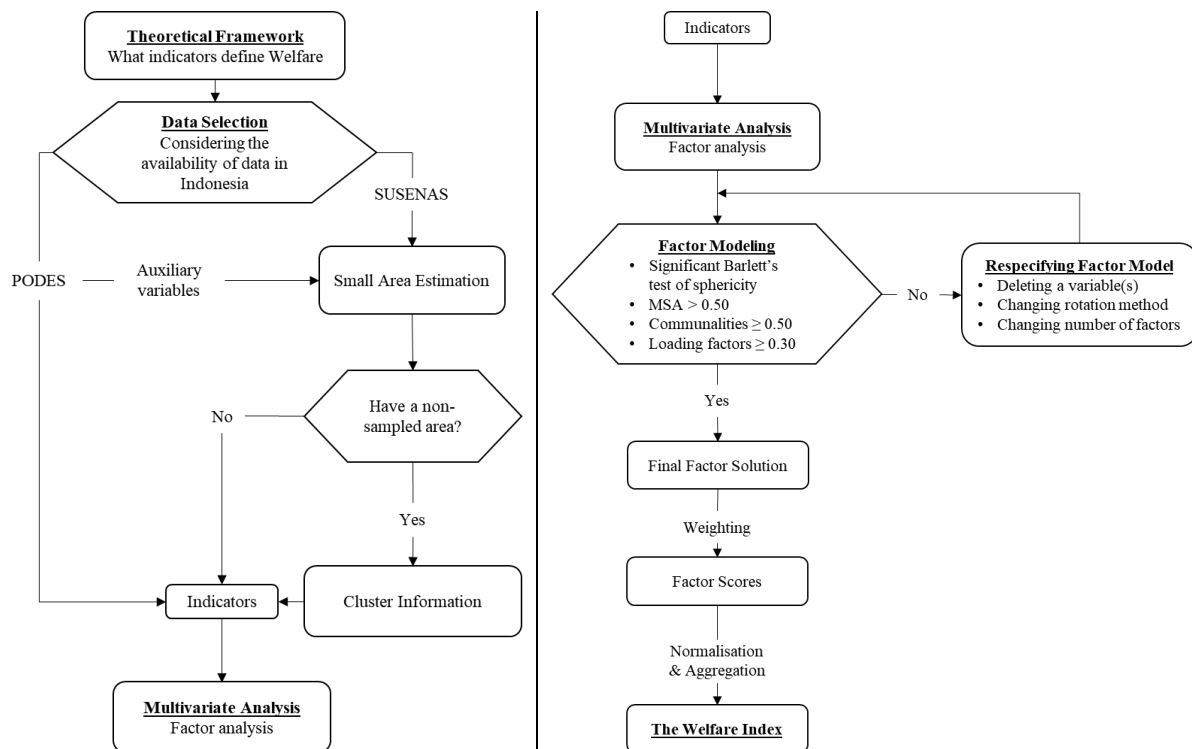 Theoretical Framework
What indicators define Welfare
Data Selection
Considering the
availability of data in
Indonesia
SUSENAS
PODES
Auxiliary
variables
Small Area Estimation
Have a non-
sampled area?
No
Yes
Indicators
Cluster Information
Multivariate Analysis
Factor analysis
Indicators
Multivariate Analysis
Factor analysis
Factor Modeling
• Significant Barlett's
test of sphericity
• MSA > 0.50
• Communalities ≥ 0.50
• Loading factors ≥ 0.30
No
Respecifying Factor Model
• Deleting a variable(s)
• Changing rotation method
• Changing number of factors
Yes
Final Factor Solution
Weighting
Factor Scores
Normalisation
& Aggregation
The Welfare Index